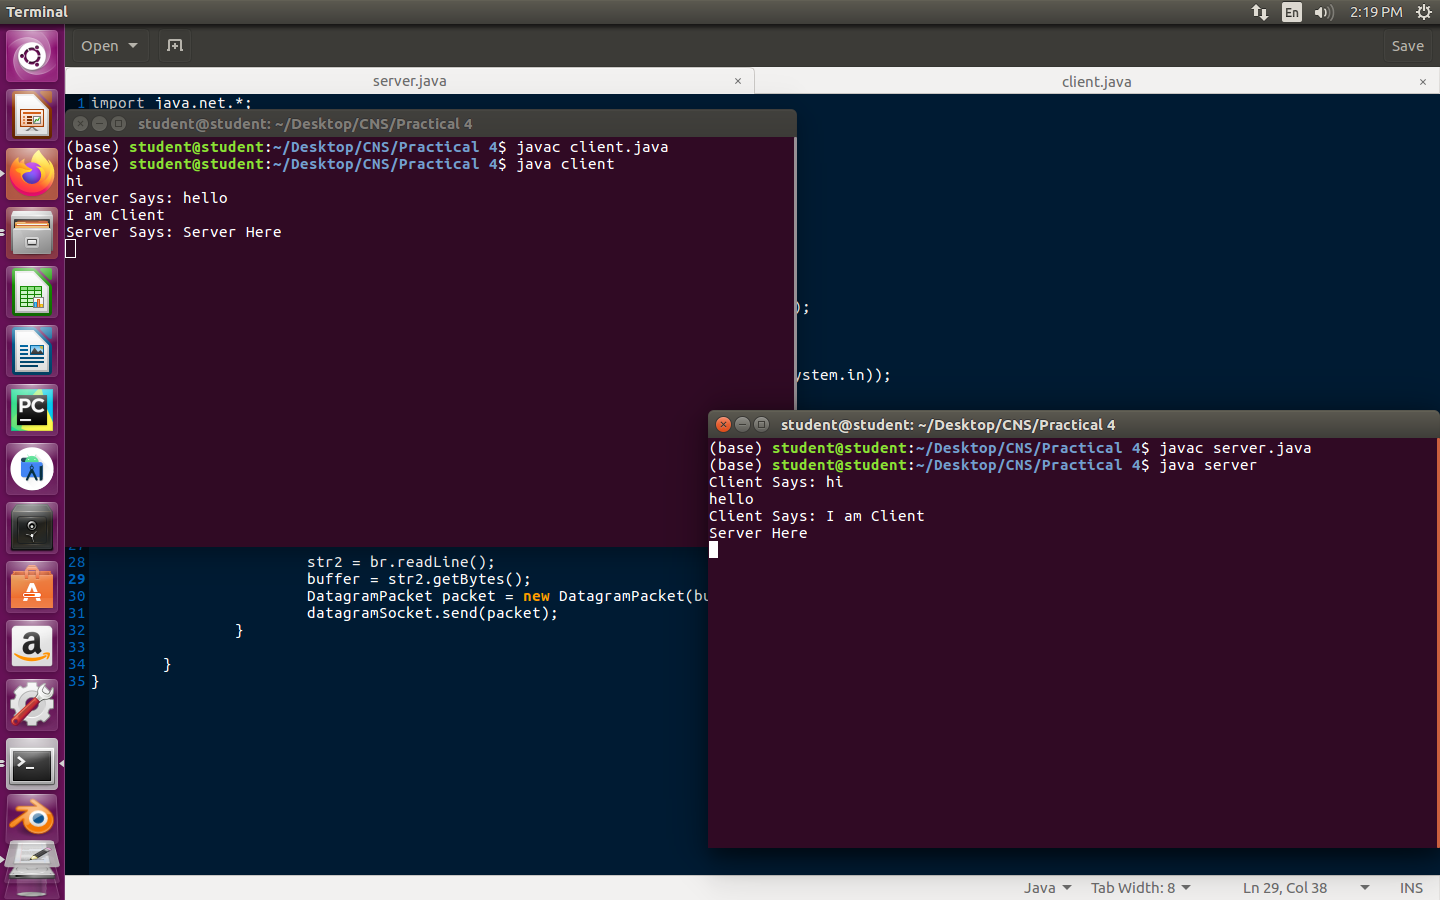 Terminal
En
2:19 PM
Open
Save
server.java
×
client.java
×
1 import java.net.*;
student@student: ~/Desktop/CNS/Practical 4
(base) student@student:~/Desktop/CNS/Practical 4$ javac client.java
(base) student@student:~/Desktop/CNS/Practical 4$ java client
hi
Server Says: hello
I am Client
Server Says: Server Here
);
ystem.in));
student@student: ~/Desktop/CNS/Practical 4
(base) student@student:~/Desktop/CNS/Practical 4$ javac server.java
(base) student@student:~/Desktop/CNS/Practical 4$ java server
Client Says: hi
hello
Client Says: I am Client
Server Here
28 str2 = br.readLine();
29 buffer = str2.getBytes();
30 DatagramPacket packet = new DatagramPacket(bu
31 datagramSocket.send(packet);
32 }
33
34 }
35 }
PC
A
a
>_
Java
Tab Width: 8
Ln 29, Col 38
INS